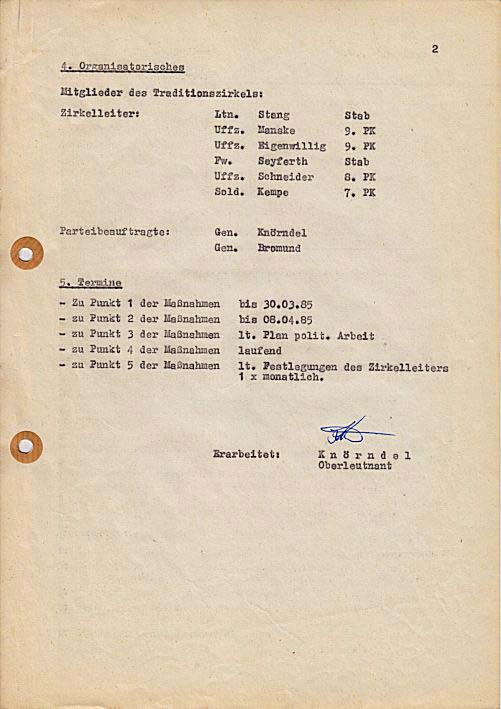 2
4. Organisatorisches
Mitglieder des Traditionszirkels:
Zirkelleiter: Ltn. Stang Stab
Uffz. Manske 9. PK
Uffz. Eigenwillig 9. PK
Fw. Seyferth Stab
Uffz. Schneider 8. PK
Sold. Kempe 7. PK
Parteibeauftragte: Gen. Knörndel
Gen. Bromund
5. Termine
- Zu Punkt 1 der Maßnahmen bis 30.03.85
- zu Punkt 2 der Maßnahmen bis 08.04.85
- zu Punkt 3 der Maßnahmen lt. Plan polit. Arbeit
- zu Punkt 4 der Maßnahmen laufend
- zu Punkt 5 der Maßnahmen lt. Festlegungen des Zirkelleiters
1 x monatlich.
Erarbeitet: K n ö r n d e l
Oberleutnant